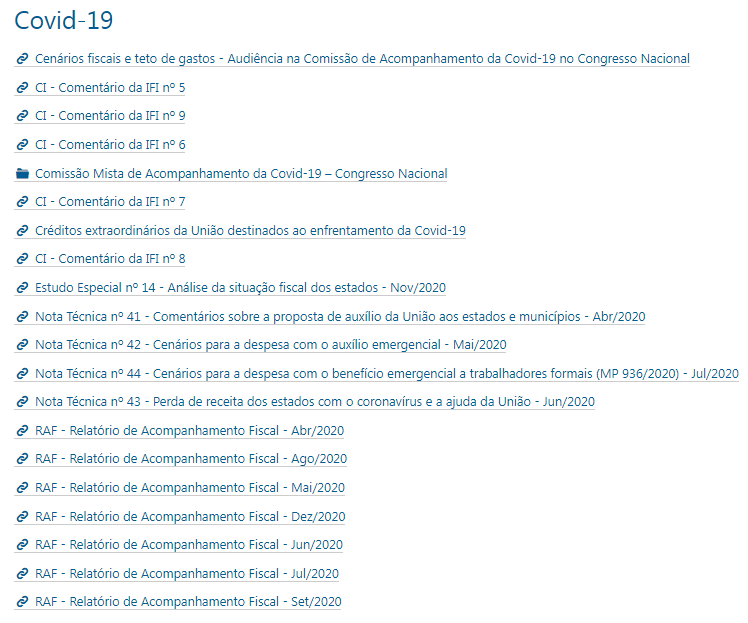 Covid-19
Cenários fiscais e teto de gastos - Audiência na Comissão de Acompanhamento da Covid-19 no Congresso Nacional
CI - Comentário da IFI nº 5
CI - Comentário da IFI nº 9
CI - Comentário da IFI nº 6
Comissão Mista de Acompanhamento da Covid-19 – Congresso Nacional
CI - Comentário da IFI nº 7
Créditos extraordinários da União destinados ao enfrentamento da Covid-19
CI - Comentário da IFI nº 8
Estudo Especial nº 14 - Análise da situação fiscal dos estados - Nov/2020
Nota Técnica nº 41 - Comentários sobre a proposta de auxílio da União aos estados e municípios - Abr/2020
Nota Técnica nº 42 - Cenários para a despesa com o auxílio emergencial - Mai/2020
Nota Técnica nº 44 - Cenários para a despesa com o benefício emergencial a trabalhadores formais (MP 936/2020) - Jul/2020
Nota Técnica nº 43 - Perda de receita dos estados com o coronavírus e a ajuda da União - Jun/2020
RAF - Relatório de Acompanhamento Fiscal - Abr/2020
RAF - Relatório de Acompanhamento Fiscal - Ago/2020
RAF - Relatório de Acompanhamento Fiscal - Mai/2020
RAF - Relatório de Acompanhamento Fiscal - Dez/2020
RAF - Relatório de Acompanhamento Fiscal - Jun/2020
RAF - Relatório de Acompanhamento Fiscal - Jul/2020
RAF - Relatório de Acompanhamento Fiscal - Set/2020